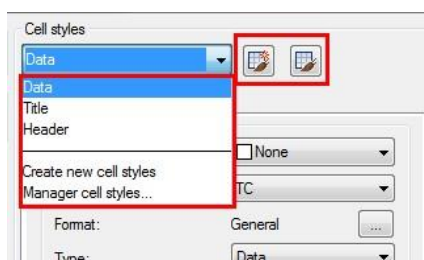 Cell styles
Data
Data
Title
Header
None
Create new cell styles
TC
Manager cell styles...
Format: General ...
Type: Data